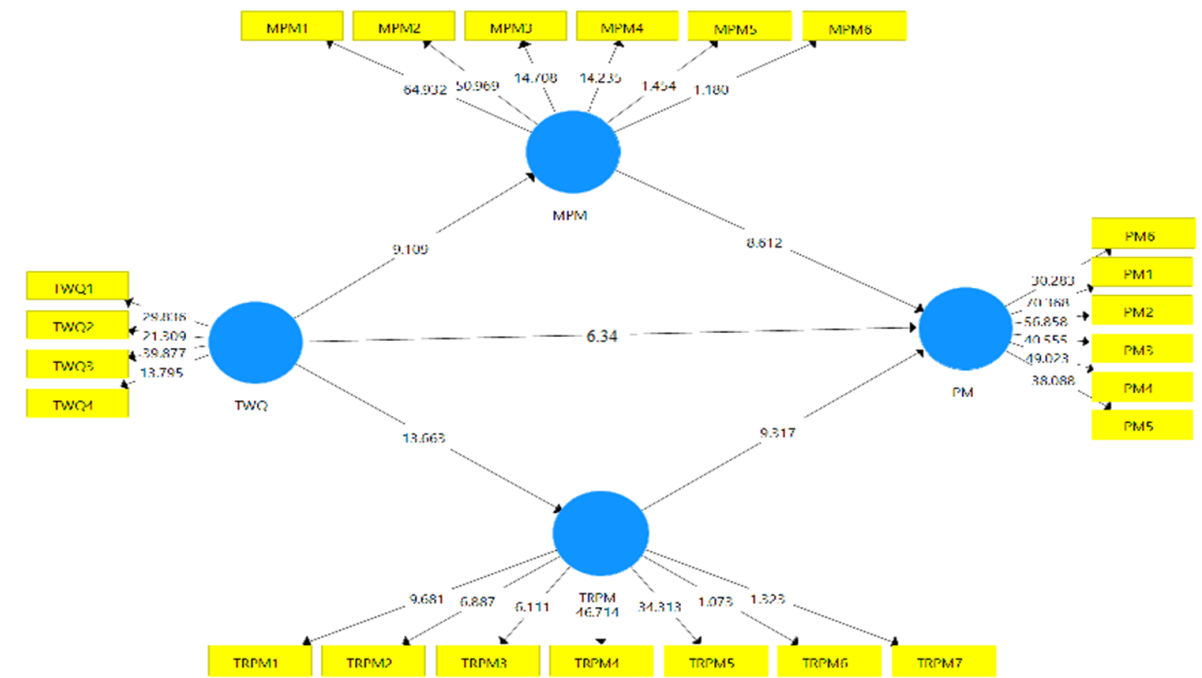 MPM1 MPM2 MPM3 MPM4 MPM5 MPM6
64.932 50.969 14.708 14.235 1.454 1.180
MPM
9.109
8.612
TWQ1
TWQ2
TWQ3
TWQ4
29.836
21.309
39.877
13.795
TWQ
6.34
PM6
PM1
PM2
PM3
PM4
PM5
30.283
70.368
56.858
40.555
49.023
38.088
PM
13.663
9.317
TRPM
9.681 6.887 6.111 46.714 34.313 1.073 1.323
TRPM1 TRPM2 TRPM3 TRPM4 TRPM5 TRPM6 TRPM7